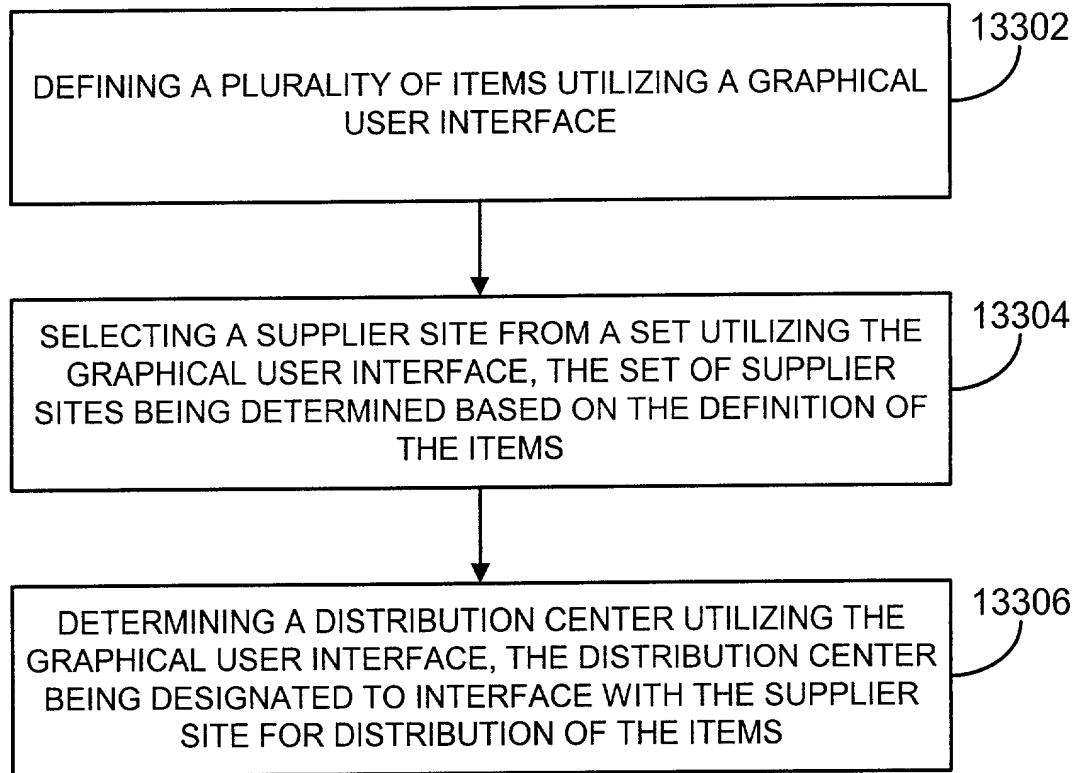 13302
DEFINING A PLURALITY OF ITEMS UTILIZING A GRAPHICAL
USER INTERFACE
13304
SELECTING A SUPPLIER SITE FROM A SET UTILIZING THE
GRAPHICAL USER INTERFACE, THE SET OF SUPPLIER
SITES BEING DETERMINED BASED ON THE DEFINITION OF
THE ITEMS
13306
DETERMINING A DISTRIBUTION CENTER UTILIZING THE
GRAPHICAL USER INTERFACE, THE DISTRIBUTION CENTER
BEING DESIGNATED TO INTERFACE WITH THE SUPPLIER
SITE FOR DISTRIBUTION OF THE ITEMS